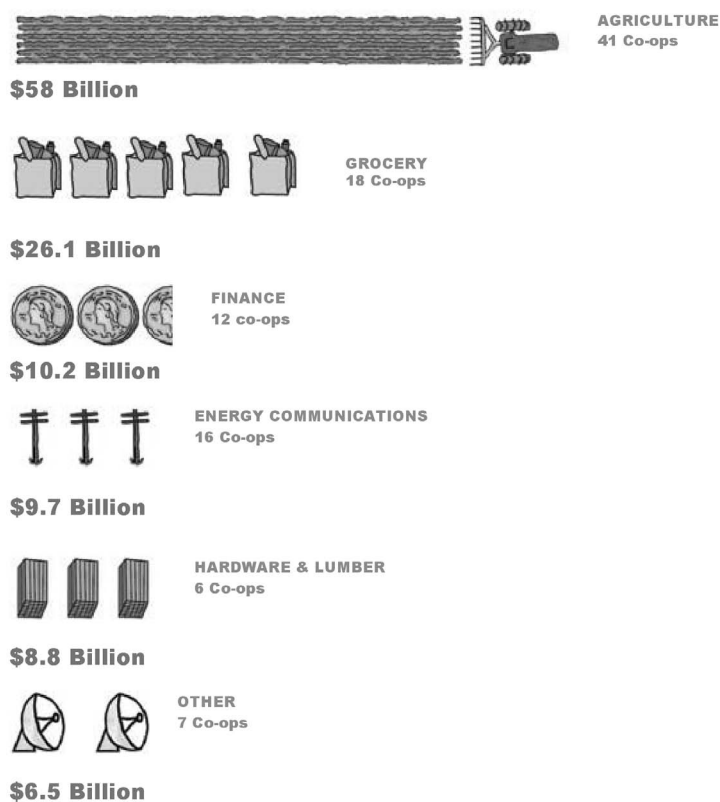 AGRICULTURE
41 Co-ops
$58 Billion
GROCERY
18 Co-ops
$26.1 Billion
FINANCE
12 co-ops
$10.2 Billion
ENERGY COMMUNICATIONS
16 Co-ops
$9.7 Billion
HARDWARE & LUMBER
6 Co-ops
$8.8 Billion
OTHER
7 Co-ops
$6.5 Billion